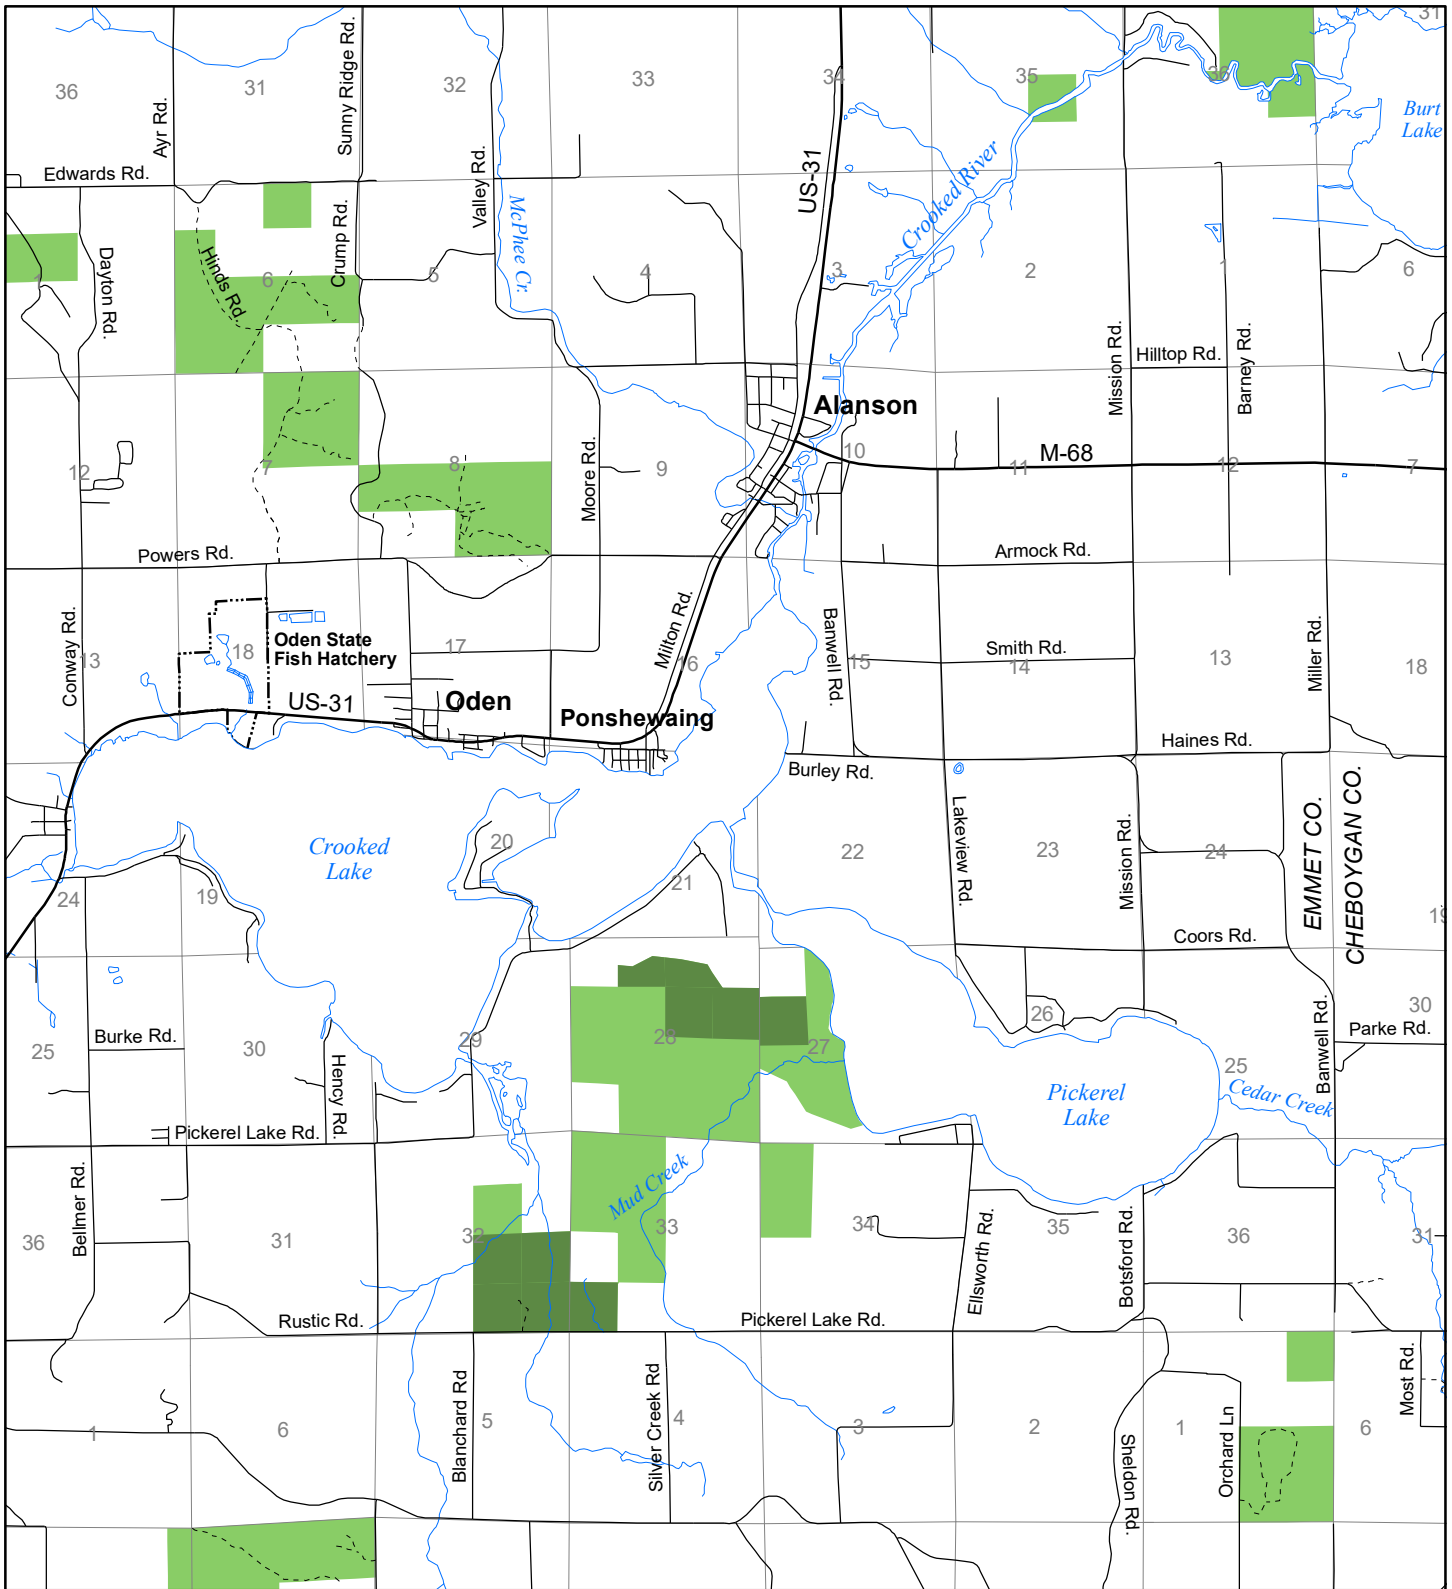 31
36
31
32
33
34
35
36
Burt
Lake
Ayr Rd.
Sunny Ridge Rd.
Valley Rd.
US-31
Crooked River
Edwards Rd.
McPhee Cr.
Crump Rd.
Dayton Rd.
Hinds Rd.
1
6
5
4
3
2
1
6
Mission Rd.
Hilltop Rd.
Barney Rd.
Alanson
M-68
12
7
8
Moore Rd.
9
10
11
12
7
Powers Rd.
Armock Rd.
Conway Rd.
13
18
Oden State
Fish Hatchery
17
Milton Rd.
16
Banwell Rd.
15
Smith Rd.
14
13
Miller Rd.
18
US-31
Oden
Ponshewaing
Haines Rd.
Burley Rd.
Crooked
Lake
20
21
22
Lakeview Rd.
23
Mission Rd.
24
EMMET CO.
CHEBOYGAN CO.
24
19
19
Coors Rd.
25
Burke Rd.
30
Hency Rd.
29
28
27
26
25
Banwell Rd.
30
Parke Rd.
Pickerel
Lake
Cedar Creek
Pickerel Lake Rd.
Bellmer Rd.
Mud Creek
36
31
32
33
34
Ellsworth Rd.
35
Botsford Rd.
36
31
Rustic Rd.
Pickerel Lake Rd.
1
6
Blanchard Rd
5
Silver Creek Rd
4
3
2
Sheldon Rd.
1
Orchard Ln
6
Most Rd.